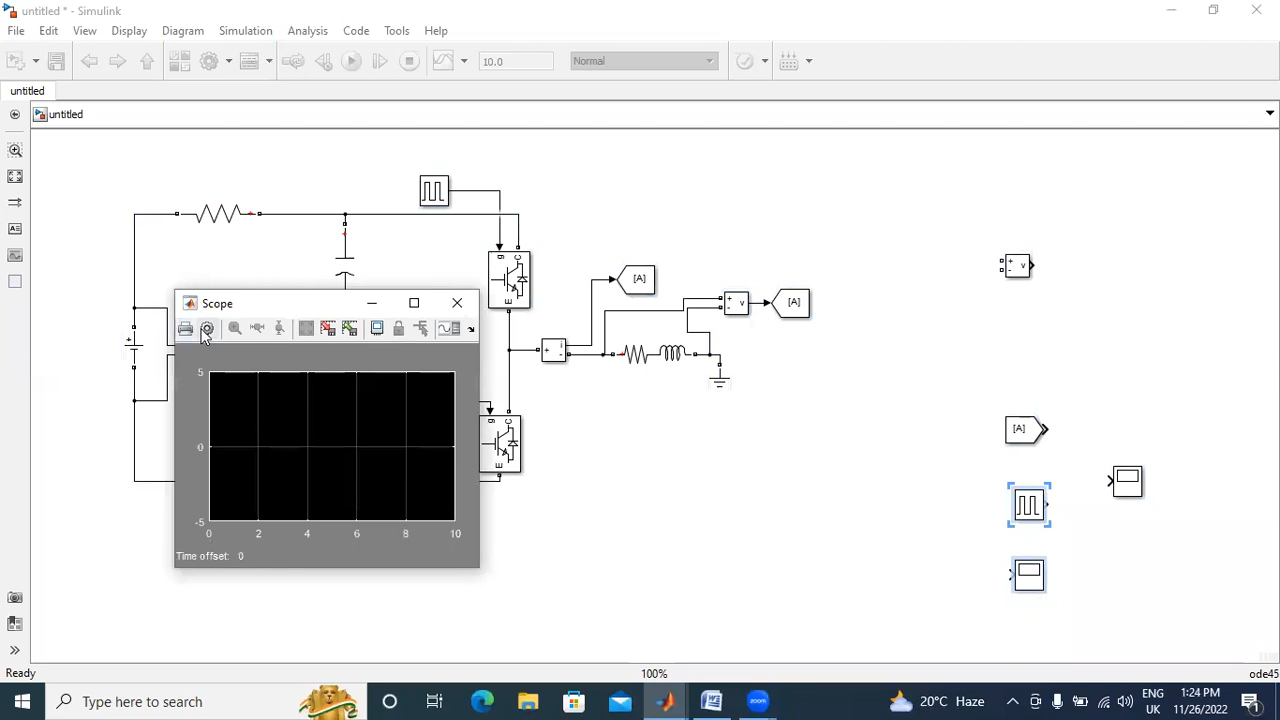 untitled * - Simulink
File Edit View Display Diagram Simulation Analysis Code Tools Help
10.0 Normal
untitled
untitled
g C
E
[A]
+ v
-
[A]
+ i
-
+ v
-
+
+
+
Scope
5
0
-5
0 2 4 6 8 10
Time offset: 0
g C
E
[A]
Ready 100% ode45
Type here to search
20°C Haze
ENG
UK
1:24 PM
11/26/2022
1
W
zoom